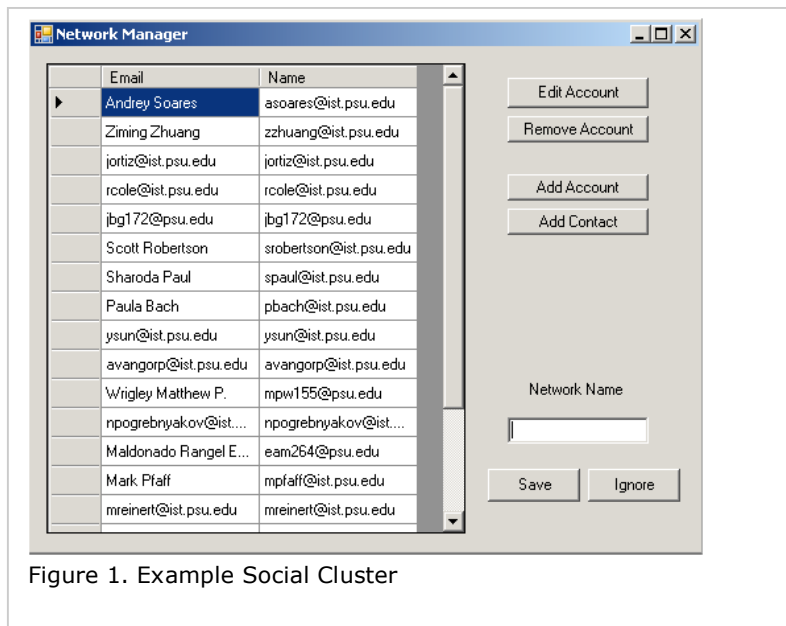 Network Manager
Email Name
Andrey Soares asoares@ist.psu.edu
Edit Account
Ziming Zhuang zzhuang@ist.psu.edu
Remove Account
jortiz@ist.psu.edu jortiz@ist.psu.edu
rcole@ist.psu.edu rcole@ist.psu.edu
Add Account
jbg172@psu.edu jbg172@psu.edu
Add Contact
Scott Robertson srobertson@ist.psu.edu
Sharoda Paul spaul@ist.psu.edu
Paula Bach pbach@ist.psu.edu
ysun@ist.psu.edu ysun@ist.psu.edu
avangorp@ist.psu.edu avangorp@ist.psu.edu
Wrigley Matthew P. mpw155@psu.edu
Network Name
npogrebnyakov@ist.... npogrebnyakov@ist....
Maldonado Rangel E... eam264@psu.edu
Mark Pfaff mpfaff@ist.psu.edu
Save Ignore
mreinert@ist.psu.edu mreinert@ist.psu.edu
Figure 1. Example Social Cluster